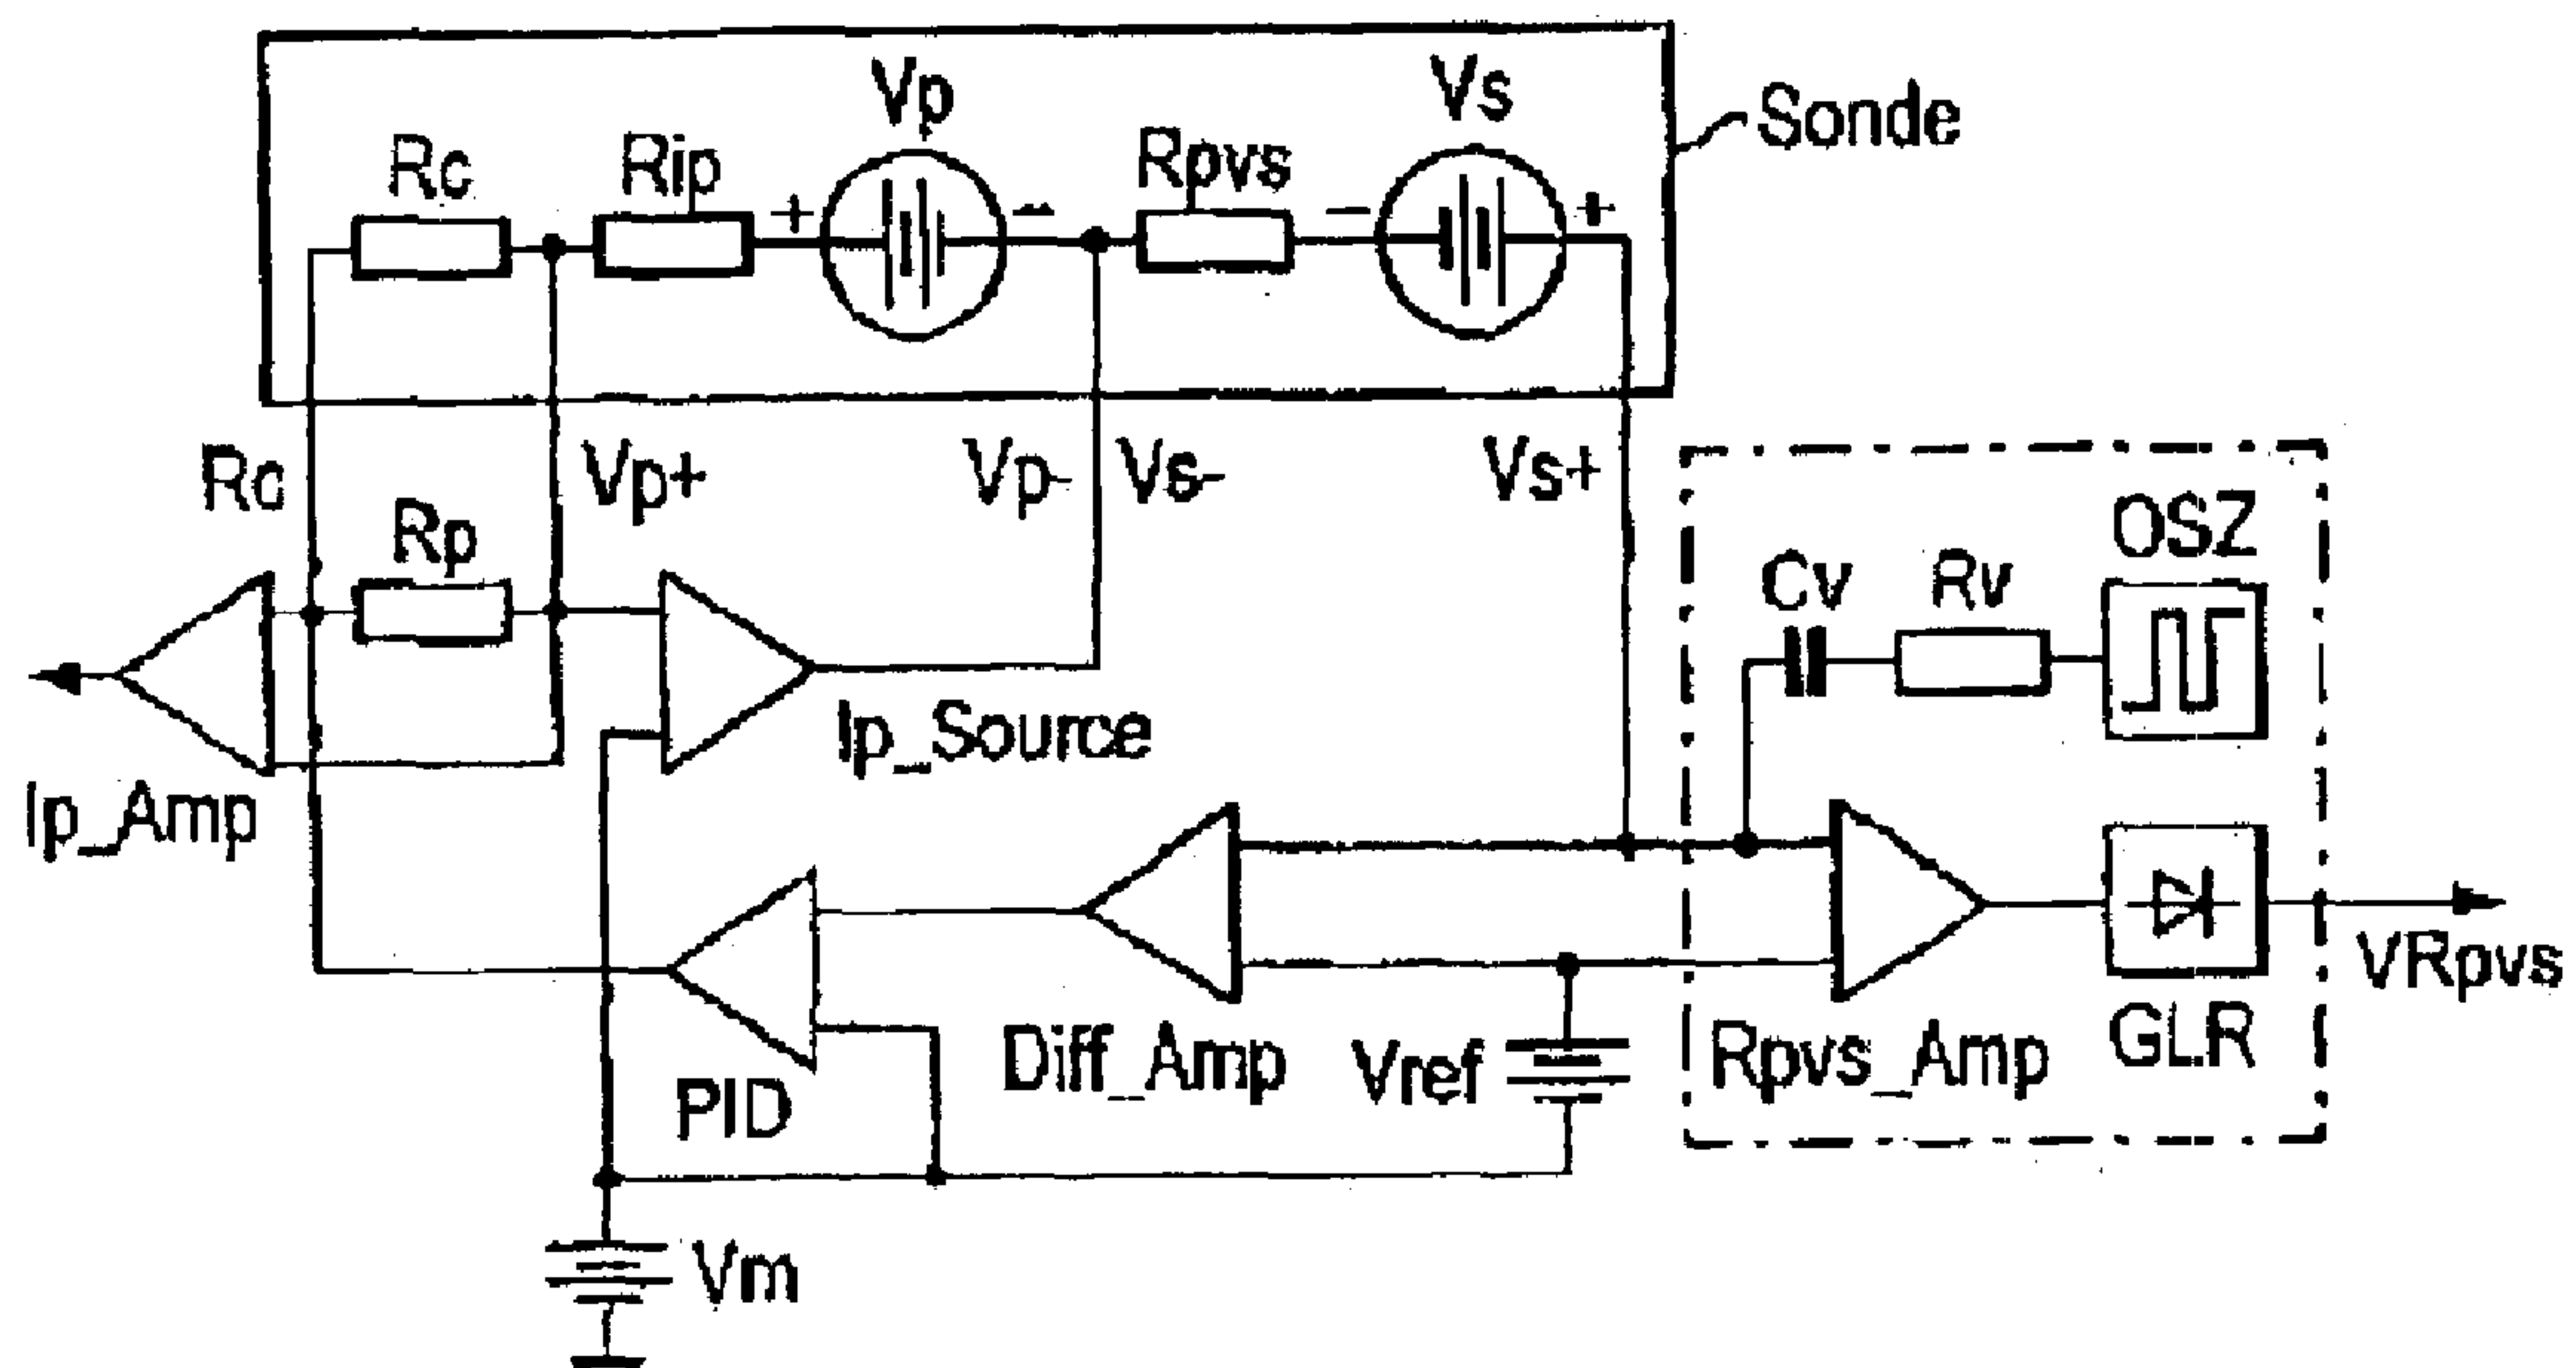 Vp
Vs
Sonde
Rc
Rip
Rpvs
+
-
-
+
Rc
Vp+
Vp-
Vs-
Vs+
Rp
OSZ
Cv
Rv
Ip_Source
Ip_Amp
VRpvs
Diff_Amp
Vref
Rpvs_Amp
GLR
PID
Vm